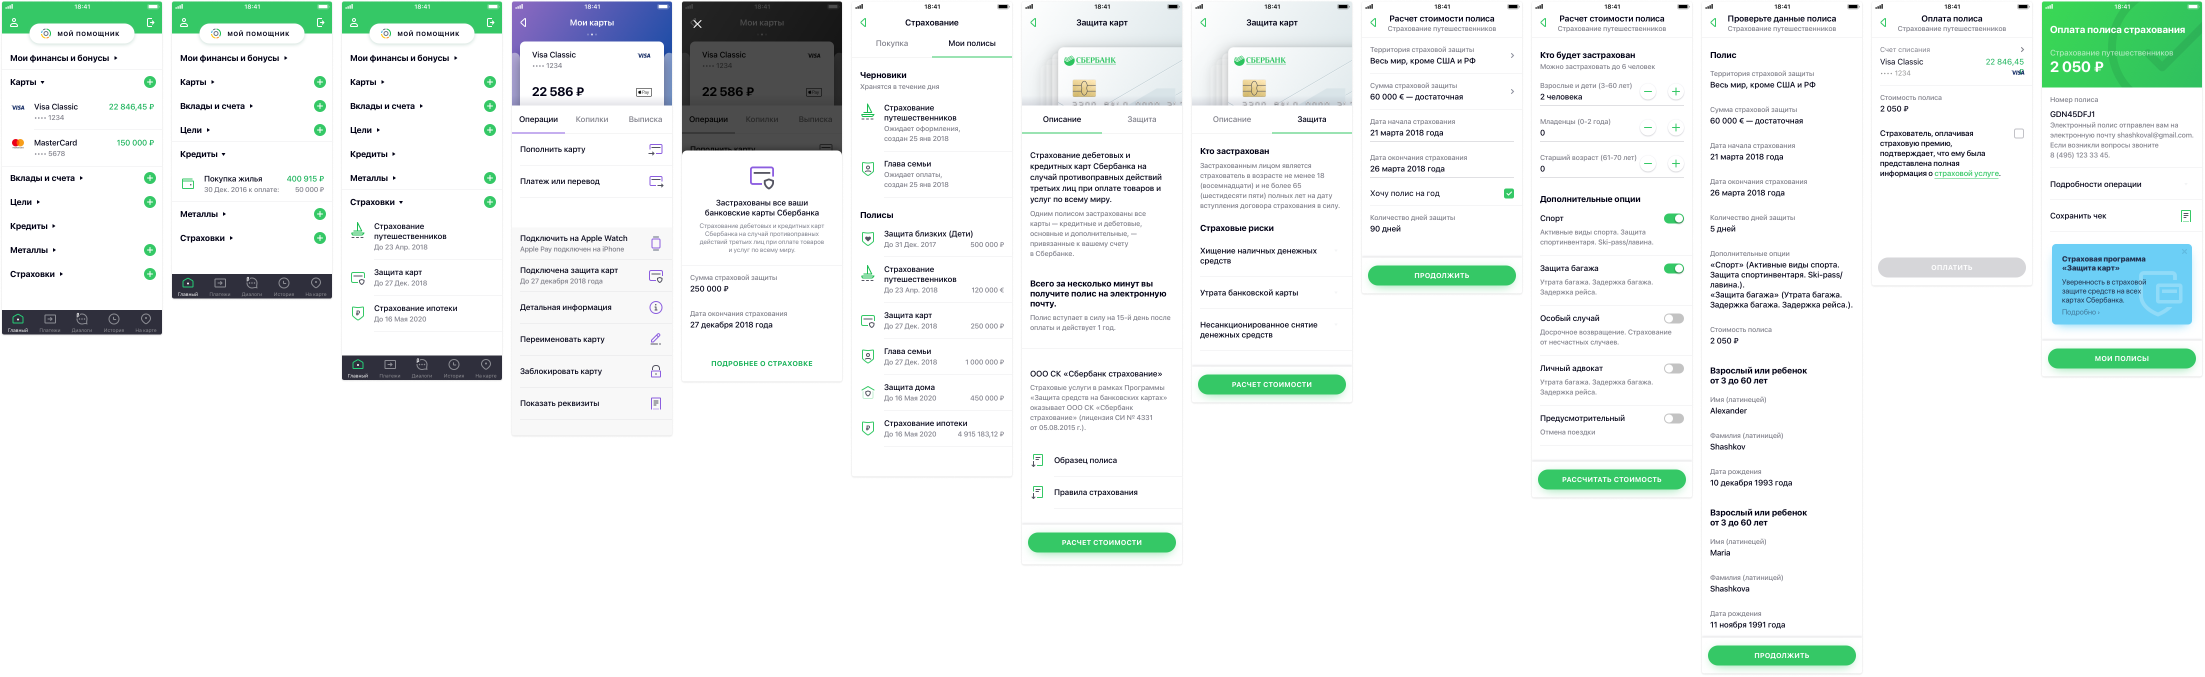 18:41
МОЙ ПОМОЩНИК
Мои финансы и бонусы
Карты
VISA
Visa Classic
22 846,45 ₽
•••• 1234
MasterCard
150 000 ₽
•••• 5678
Вклады и счета
Цели
Кредиты
Металлы
Страховки
Главный
Платежи
Диалоги
История
На карте
18:41
МОЙ ПОМОЩНИК
Мои финансы и бонусы
Карты
Вклады и счета
Цели
Кредиты
Покупка жилья
400 915 ₽
30 Дек. 2016 к оплате:
50 000 ₽
Металлы
Страховки
Главный
Платежи
Диалоги
История
На карте
18:41
МОЙ ПОМОЩНИК
Мои финансы и бонусы
Карты
Вклады и счета
Цели
Кредиты
Металлы
Страховки
Страхование
путешественников
До 23 Апр. 2018
Защита карт
До 27 Дек. 2018
Страхование ипотеки
До 16 Мая 2020
Главный
Платежи
Диалоги
История
На карте
18:41
Мои карты
Visa Classic
VISA
•••• 1234
22 586 ₽
Pay
Операции
Копилки
Выписка
Пополнить карту
Платеж или перевод
Подключить на Apple Watch
Apple Pay подключен на iPhone
Подключена защита карт
До 27 декабря 2018 года
Детальная информация
Переименовать карту
Заблокировать карту
Показать реквизиты
18:41
Мои карты
Visa Classic
VISA
•••• 1234
22 586 ₽
Pay
Операции
Копилки
Выписка
Пополнить карту
Застрахованы все ваши
банковские карты Сбербанка
Страхование дебетовых и кредитных карт
Сбербанка на случай противоправных
действий третьих лиц при оплате товаров
и услуг по всему миру.
Сумма страховой защиты
250 000 ₽
Дата окончания страхования
27 декабря 2018 года
ПОДРОБНЕЕ О СТРАХОВКЕ
18:41
Страхование
Покупка
Мои полисы
Черновики
Хранятся в течение дня
Страхование
путешественников
Ожидает оформления,
создан 25 янв 2018
Глава семьи
Ожидает оплаты,
создан 25 янв 2018
Полисы
Защита близких (Дети)
До 31 Дек. 2017
500 000 ₽
Страхование
путешественников
До 23 Апр. 2018
120 000 €
Защита карт
До 27 Дек. 2018
250 000 ₽
Глава семьи
До 27 Дек. 2018
1 000 000 ₽
Защита дома
До 16 Мая 2020
450 000 ₽
Страхование ипотеки
До 16 Мая 2020
4 915 183,12 ₽
18:41
Защита карт
СБЕРБАНК
Описание
Защита
Страхование дебетовых и
кредитных карт Сбербанка на
случай противоправных действий
третьих лиц при оплате товаров и
услуг по всему миру.
Одним полисом застрахованы все
карты — кредитные и дебетовые;
основные и дополнительные, —
привязанные к вашему счету
в Сбербанке.
Всего за несколько минут вы
получите полис на электронную
почту.
Полис вступает в силу на 15-й день после
оплаты и действует 1 год.
ООО СК «Сбербанк страхование»
Страховые услуги в рамках Программы
«Защита средств на банковских картах»
оказывает ООО СК «Сбербанк
страхование» (лицензия СИ № 4331
от 05.08.2015 г.).
Образец полиса
Правила страхования
РАСЧЕТ СТОИМОСТИ
18:41
Защита карт
СБЕРБАНК
Описание
Защита
Кто застрахован
Застрахованным лицом является
страхователь в возрасте не менее 18
(восемнадцати) и не более 65
(шестидесяти пяти) полных лет на дату
вступления договора страхования в силу.
Страховые риски
Хищение наличных денежных
средств
Утрата банковской карты
Несанкционированное снятие
денежных средств
РАСЧЕТ СТОИМОСТИ
18:41
Расчет стоимости полиса
Страхование путешественников
Территория страховой защиты
Весь мир, кроме США и РФ
Сумма страховой защиты
60 000 € — достаточная
Дата начала страхования
21 марта 2018 года
Дата окончания страхования
26 марта 2018 года
Хочу полис на год
Количество дней защиты
90 дней
ПРОДОЛЖИТЬ
18:41
Расчет стоимости полиса
Страхование путешественников
Кто будет застрахован
Можно застраховать до 6 человек
Взрослые и дети (3-60 лет)
2 человека
Младенцы (0-2 года)
0
Старший возраст (61-70 лет)
0
Дополнительные опции
Спорт
Активные виды спорта. Защита
спортинвентаря. Ski-pass/лавина.
Защита багажа
Утрата багажа. Задержка багажа.
Задержка рейса.
Особый случай
Досрочное возвращение. Страхование
от несчастных случаев.
Личный адвокат
Утрата багажа. Задержка багажа.
Задержка рейса.
Предусмотрительный
Отмена поездки
РАССЧИТАТЬ СТОИМОСТЬ
18:41
Проверьте данные полиса
Страхование путешественников
Полис
Территория страховой защиты
Весь мир, кроме США и РФ
Сумма страховой защиты
60 000 € — достаточная
Дата начала страхования
21 марта 2018 года
Дата окончания страхования
26 марта 2018 года
Количество дней защиты
5 дней
Дополнительные опции
«Спорт» (Активные виды спорта.
Защита спортинвентаря. Ski-pass/
лавина.).
«Защита багажа» (Утрата багажа.
Задержка багажа. Задержка рейса.).
Стоимость полиса
2 050 ₽
Взрослый или ребенок
от 3 до 60 лет
Имя (латиницей)
Alexander
Фамилия (латиницей)
Shashkov
Дата рождения
10 декабря 1993 года
Взрослый или ребенок
от 3 до 60 лет
Имя (латиницей)
Maria
Фамилия (латиницей)
Shashkova
Дата рождения
11 ноября 1991 года
ПРОДОЛЖИТЬ
18:41
Оплата полиса
Страхование путешественников
Счет списания
Visa Classic
22 846,45
•••• 1234
VISA
Стоимость полиса
2 050 ₽
Страхователь, оплачивая
страховую премию,
подтверждает, что ему была
представлена полная
информация о страховой услуге.
ОПЛАТИТЬ
18:41
Оплата полиса страхования
Страхование путешественников
2 050 ₽
Номер полиса
GDN45DFJ1
Электронный полис отправлен вам на
электронную почту shashkoval@gmail.com.
Если возникли вопросы звоните
8 (495) 123 33 45.
Подробности операции
Сохранить чек
Страховая программа
«Защита карт»
Уверенность в страховой
защите средств на всех
картах Сбербанка.
Подробно ›
МОИ ПОЛИСЫ